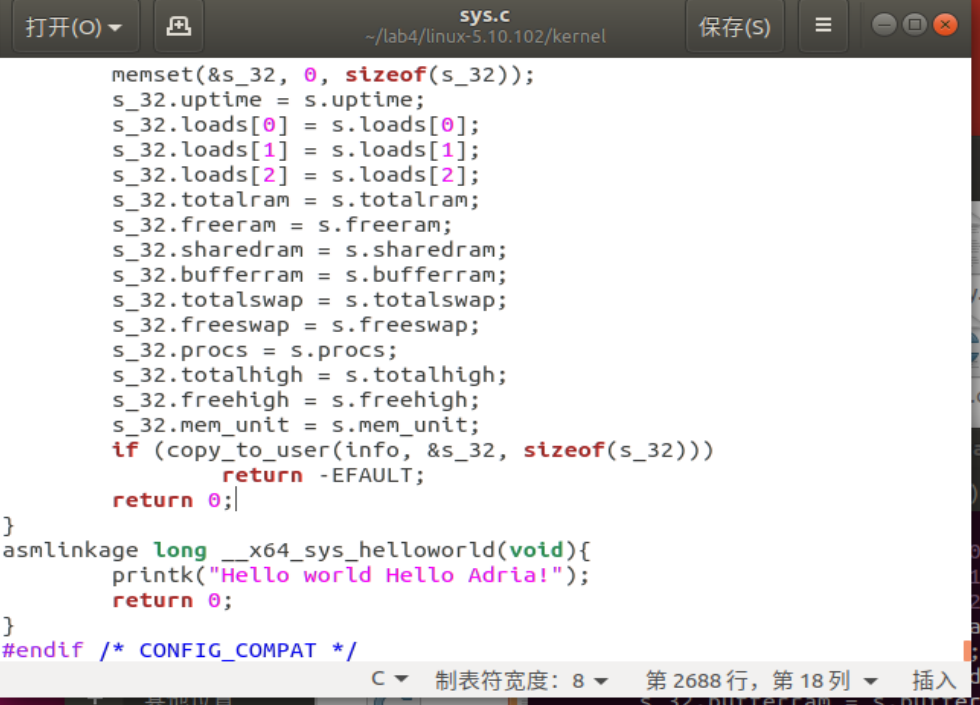 打开(O)
sys.c
~/lab4/linux-5.10.102/kernel
保存(S)
memset(&s_32, 0, sizeof(s_32));
s_32.uptime = s.uptime;
s_32.loads[0] = s.loads[0];
s_32.loads[1] = s.loads[1];
s_32.loads[2] = s.loads[2];
s_32.totalram = s.totalram;
s_32.freeram = s.freeram;
s_32.sharedram = s.sharedram;
s_32.bufferram = s.bufferram;
s_32.totalswap = s.totalswap;
s_32.freeswap = s.freeswap;
s_32.procs = s.procs;
s_32.totalhigh = s.totalhigh;
s_32.freehigh = s.freehigh;
s_32.mem_unit = s.mem_unit;
if (copy_to_user(info, &s_32, sizeof(s_32)))
return -EFAULT;
return 0;
}
asmlinkage long __x64_sys_helloworld(void){
printk("Hello world Hello Adria!");
return 0;
}
#endif /* CONFIG_COMPAT */
C 制表符宽度：8 第 2688 行，第 18 列 插入